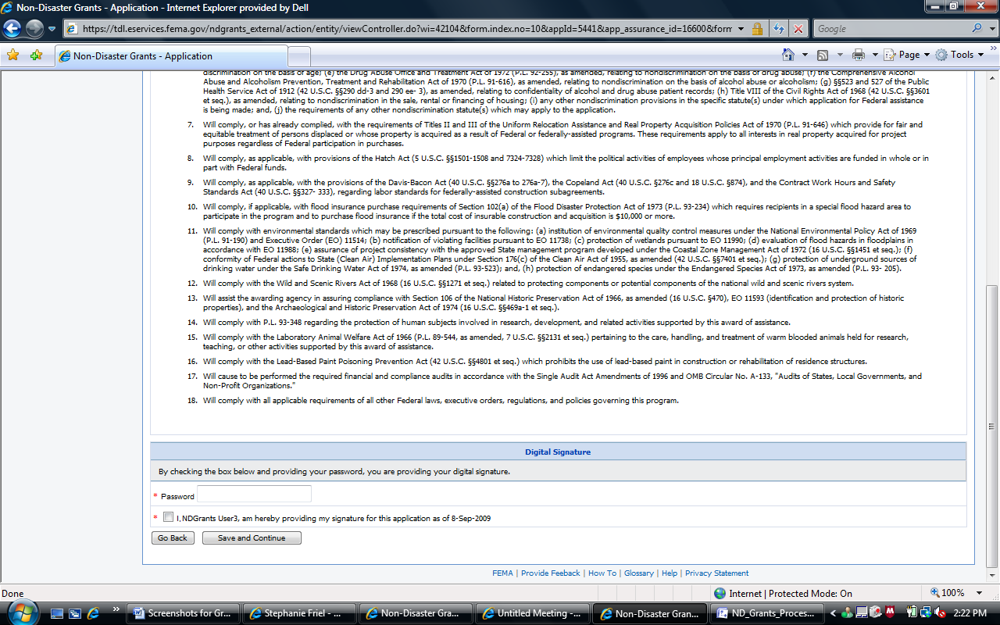 Non-Disaster Grants - Application - Internet Explorer provided by Dell
https://tdl.eservices.fema.gov/ndgrants_external/action/entity/viewController.do?wi=42104&form.index.no=10&appId=5441&app_assurance_id=16600&form
Google
Non-Disaster Grants - Application
Page
Tools
discrimination on the basis of age; (e) the Drug Abuse Office and Treatment Act of 1972 (P.L. 92-255), as amended, relating to nondiscrimination on the basis of drug abuse; (f) the Comprehensive Alcohol
Abuse and Alcoholism Prevention, Treatment and Rehabilitation Act of 1970 (P.L. 91-616), as amended, relating to nondiscrimination on the basis of alcohol abuse or alcoholism; (g) §§523 and 527 of the Public
Health Service Act of 1912 (42 U.S.C. §§290 dd-3 and 290 ee- 3), as amended, relating to confidentiality of alcohol and drug abuse patient records; (h) Title VIII of the Civil Rights Act of 1968 (42 U.S.C. §§3601
et seq.), as amended, relating to nondiscrimination in the sale, rental or financing of housing; (i) any other nondiscrimination provisions in the specific statute(s) under which application for Federal assistance
is being made; and, (j) the requirements of any other nondiscrimination statute(s) which may apply to the application.
7. Will comply, or has already complied, with the requirements of Titles II and III of the Uniform Relocation Assistance and Real Property Acquisition Policies Act of 1970 (P.L. 91-646) which provide for fair and
equitable treatment of persons displaced or whose property is acquired as a result of Federal or federally-assisted programs. These requirements apply to all interests in real property acquired for project
purposes regardless of Federal participation in purchases.
8. Will comply, as applicable, with provisions of the Hatch Act (5 U.S.C. §§1501-1508 and 7324-7328) which limit the political activities of employees whose principal employment activities are funded in whole or in
part with Federal funds.
9. Will comply, as applicable, with the provisions of the Davis-Bacon Act (40 U.S.C. §§276a to 276a-7), the Copeland Act (40 U.S.C. §276c and 18 U.S.C. §874), and the Contract Work Hours and Safety
Standards Act (40 U.S.C. §§327- 333), regarding labor standards for federally-assisted construction subagreements.
10. Will comply, if applicable, with flood insurance purchase requirements of Section 102(a) of the Flood Disaster Protection Act of 1973 (P.L. 93-234) which requires recipients in a special flood hazard area to
participate in the program and to purchase flood insurance if the total cost of insurable construction and acquisition is $10,000 or more.
11. Will comply with environmental standards which may be prescribed pursuant to the following: (a) institution of environmental quality control measures under the National Environmental Policy Act of 1969
(P.L. 91-190) and Executive Order (EO) 11514; (b) notification of violating facilities pursuant to EO 11738; (c) protection of wetlands pursuant to EO 11990; (d) evaluation of flood hazards in floodplains in
accordance with EO 11988; (e) assurance of project consistency with the approved State management program developed under the Coastal Zone Management Act of 1972 (16 U.S.C. §§1451 et seq.); (f)
conformity of Federal actions to State (Clean Air) Implementation Plans under Section 176(c) of the Clean Air Act of 1955, as amended (42 U.S.C. §§7401 et seq.); (g) protection of underground sources of
drinking water under the Safe Drinking Water Act of 1974, as amended (P.L. 93-523); and, (h) protection of endangered species under the Endangered Species Act of 1973, as amended (P.L. 93- 205).
12. Will comply with the Wild and Scenic Rivers Act of 1968 (16 U.S.C. §§1271 et seq.) related to protecting components or potential components of the national wild and scenic rivers system.
13. Will assist the awarding agency in assuring compliance with Section 106 of the National Historic Preservation Act of 1966, as amended (16 U.S.C. §470), EO 11593 (identification and protection of historic
properties), and the Archaeological and Historic Preservation Act of 1974 (16 U.S.C. §§469a-1 et seq.).
14. Will comply with P.L. 93-348 regarding the protection of human subjects involved in research, development, and related activities supported by this award of assistance.
15. Will comply with the Laboratory Animal Welfare Act of 1966 (P.L. 89-544, as amended, 7 U.S.C. §§2131 et seq.) pertaining to the care, handling, and treatment of warm blooded animals held for research,
teaching, or other activities supported by this award of assistance.
16. Will comply with the Lead-Based Paint Poisoning Prevention Act (42 U.S.C. §§4801 et seq.) which prohibits the use of lead-based paint in construction or rehabilitation of residence structures.
17. Will cause to be performed the required financial and compliance audits in accordance with the Single Audit Act Amendments of 1996 and OMB Circular No. A-133, "Audits of States, Local Governments, and
Non-Profit Organizations."
18. Will comply with all applicable requirements of all other Federal laws, executive orders, regulations, and policies governing this program.
Digital Signature
By checking the box below and providing your password, you are providing your digital signature.
* Password
* I, NDGrants User3, am hereby providing my signature for this application as of 8-Sep-2009
Go Back Save and Continue
FEMA | Provide Feeback | How To | Glossary | Help | Privacy Statement
Done
Internet | Protected Mode: On
100%
Screenshots for Gr...
Stephanie Friel - ...
Non-Disaster Gra...
Untitled Meeting -...
Non-Disaster Gran...
ND_Grants_Proces...
2:22 PM